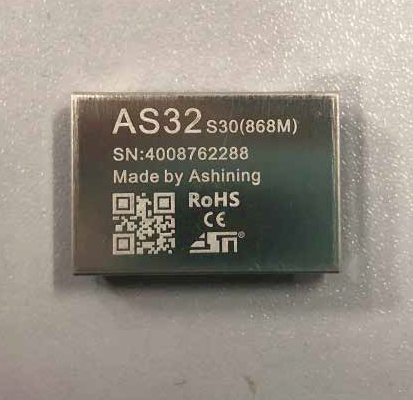 AS32 S30(868M)
SN:4008762288
Made by Ashining
RoHS
CE
®